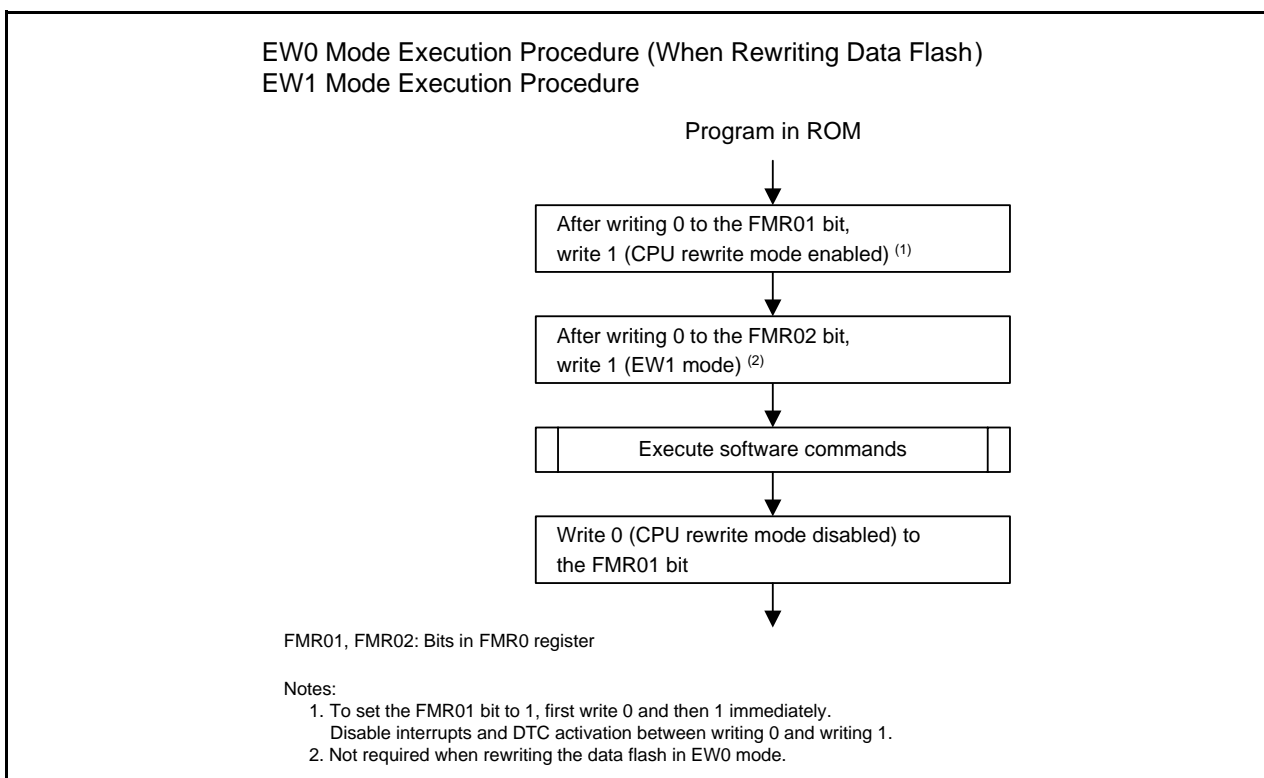 EW0 Mode Execution Procedure (When Rewriting Data Flash)
EW1 Mode Execution Procedure
Program in ROM
After writing 0 to the FMR01 bit,
write 1 (CPU rewrite mode enabled) (1)
After writing 0 to the FMR02 bit,
write 1 (EW1 mode) (2)
Execute software commands
Write 0 (CPU rewrite mode disabled) to
the FMR01 bit
FMR01, FMR02: Bits in FMR0 register
Notes:
1. To set the FMR01 bit to 1, first write 0 and then 1 immediately.
Disable interrupts and DTC activation between writing 0 and writing 1.
2. Not required when rewriting the data flash in EW0 mode.